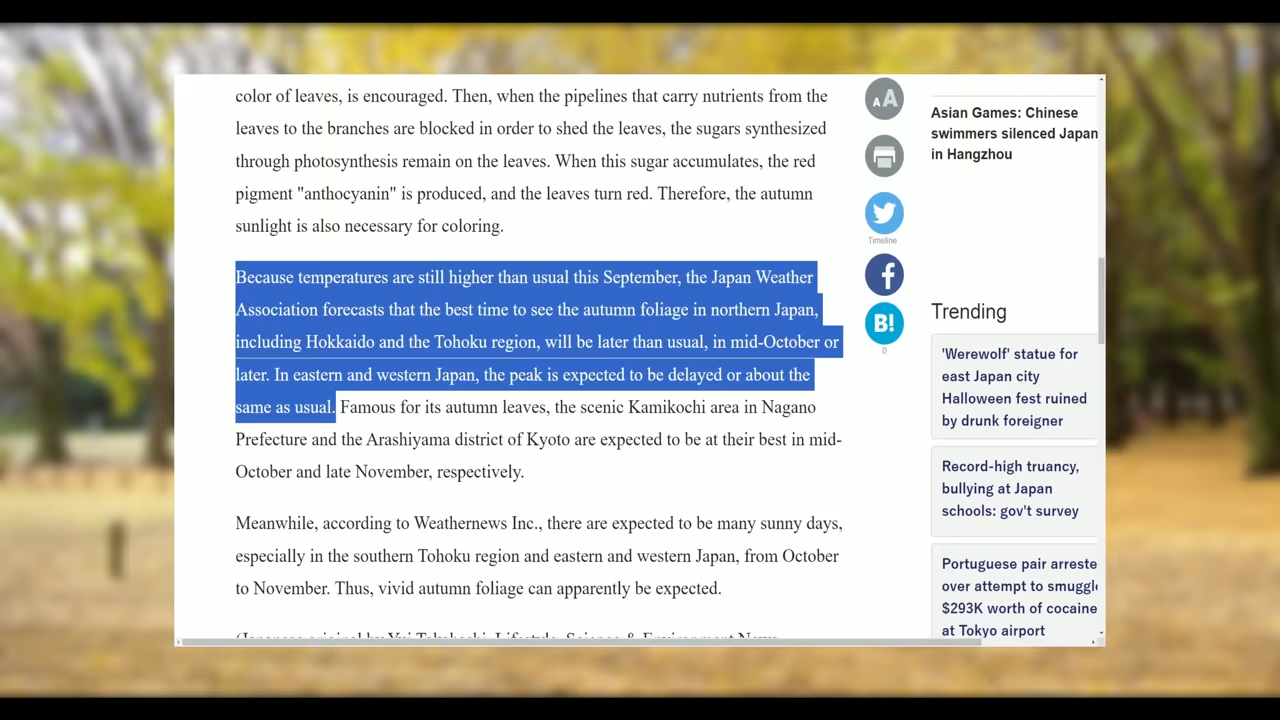 color of leaves, is encouraged. Then, when the pipelines that carry nutrients from the
leaves to the branches are blocked in order to shed the leaves, the sugars synthesized
through photosynthesis remain on the leaves. When this sugar accumulates, the red
pigment "anthocyanin" is produced, and the leaves turn red. Therefore, the autumn
sunlight is also necessary for coloring.
Because temperatures are still higher than usual this September, the Japan Weather
Association forecasts that the best time to see the autumn foliage in northern Japan,
including Hokkaido and the Tohoku region, will be later than usual, in mid-October or
later. In eastern and western Japan, the peak is expected to be delayed or about the
same as usual. Famous for its autumn leaves, the scenic Kamikochi area in Nagano
Prefecture and the Arashiyama district of Kyoto are expected to be at their best in mid-
October and late November, respectively.
Meanwhile, according to Weathernews Inc., there are expected to be many sunny days,
especially in the southern Tohoku region and eastern and western Japan, from October
to November. Thus, vivid autumn foliage can apparently be expected.
(Japanese original by Yui Takahashi, Lifestyle, Science & Environment News
AA
Timeline
f
B!
0
Asian Games: Chinese
swimmers silenced Japan
in Hangzhou
Trending
'Werewolf' statue for
east Japan city
Halloween fest ruined
by drunk foreigner
Record-high truancy,
bullying at Japan
schools: gov't survey
Portuguese pair arreste
over attempt to smuggl
$293K worth of cocaine
at Tokyo airport